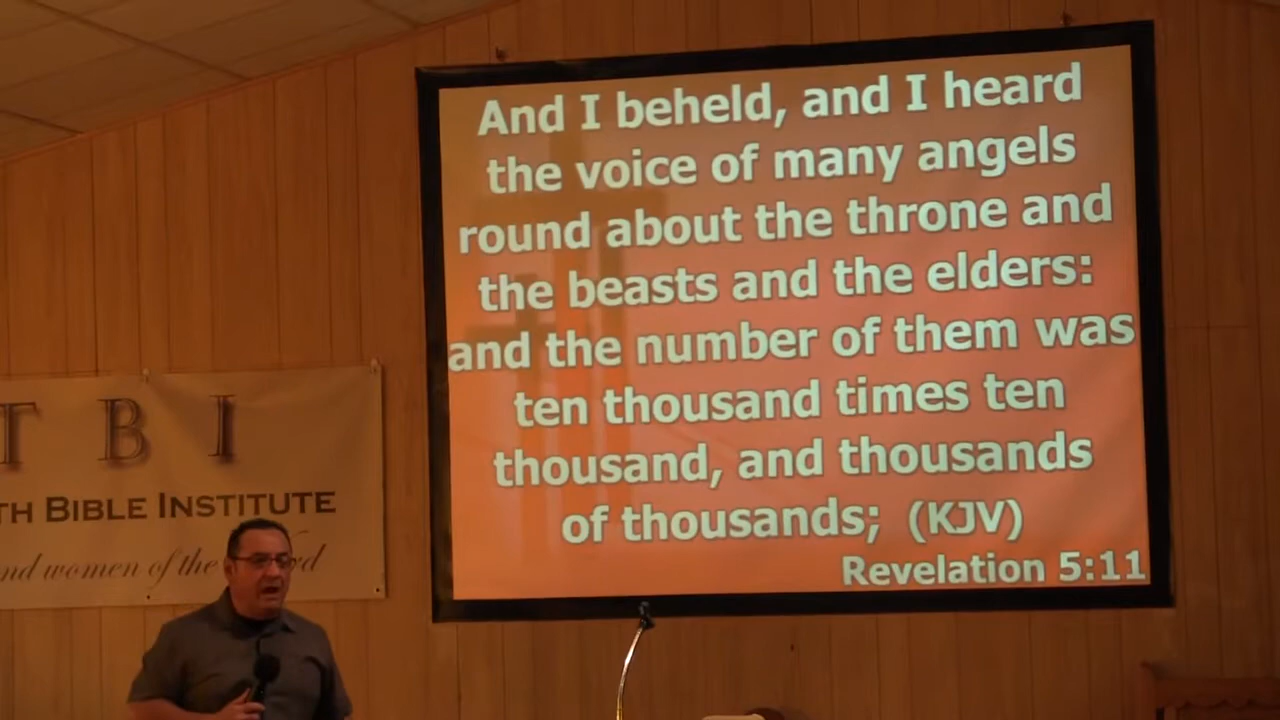 And I beheld, and I heard
the voice of many angels
round about the throne and
the beasts and the elders:
and the number of them was
ten thousand times ten
thousand, and thousands
of thousands; (KJV)
Revelation 5:11
T B I
TH BIBLE INSTITUTE
nd women of the